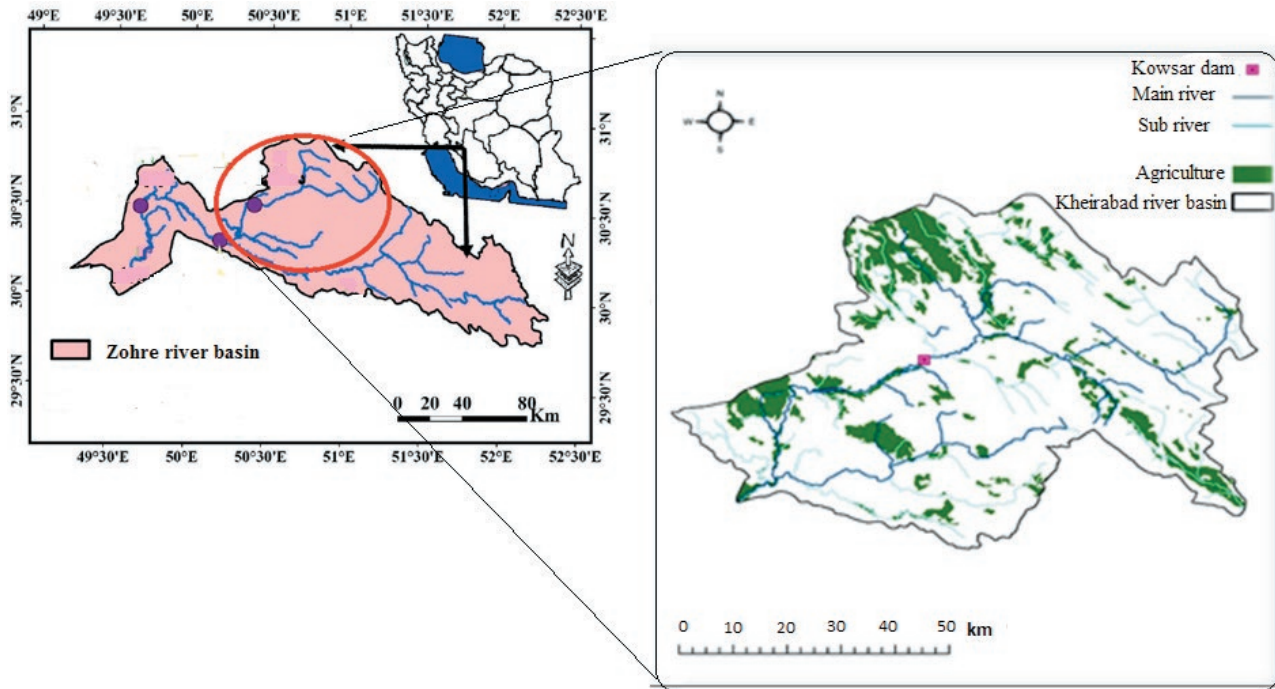 49°E 49°30'E 50°E 50°30'E 51°E 51°30'E 52°E 52°30'E
31°N
30°30'N
30°N
29°30'N
31°N
30°30'N
30°N
29°30'N
N
Zohre river basin
0 20 40 80
Km
49°30'E 50°E 50°30'E 51°E 51°30'E 52°E 52°30'E
Kowsar dam
Main river
Sub river
Agriculture
Kheirabad river basin
N
W E
S
0 10 20 30 40 50 km